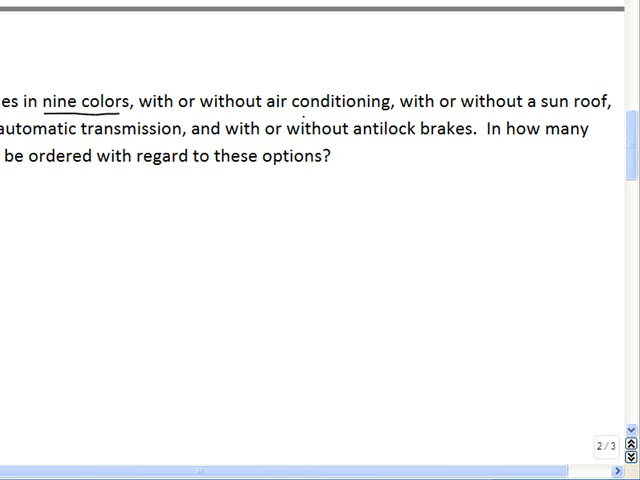 es in nine colors, with or without air conditioning, with or without a sun roof,
automatic transmission, and with or without antilock brakes.  In how many
be ordered with regard to these options?
2 / 3